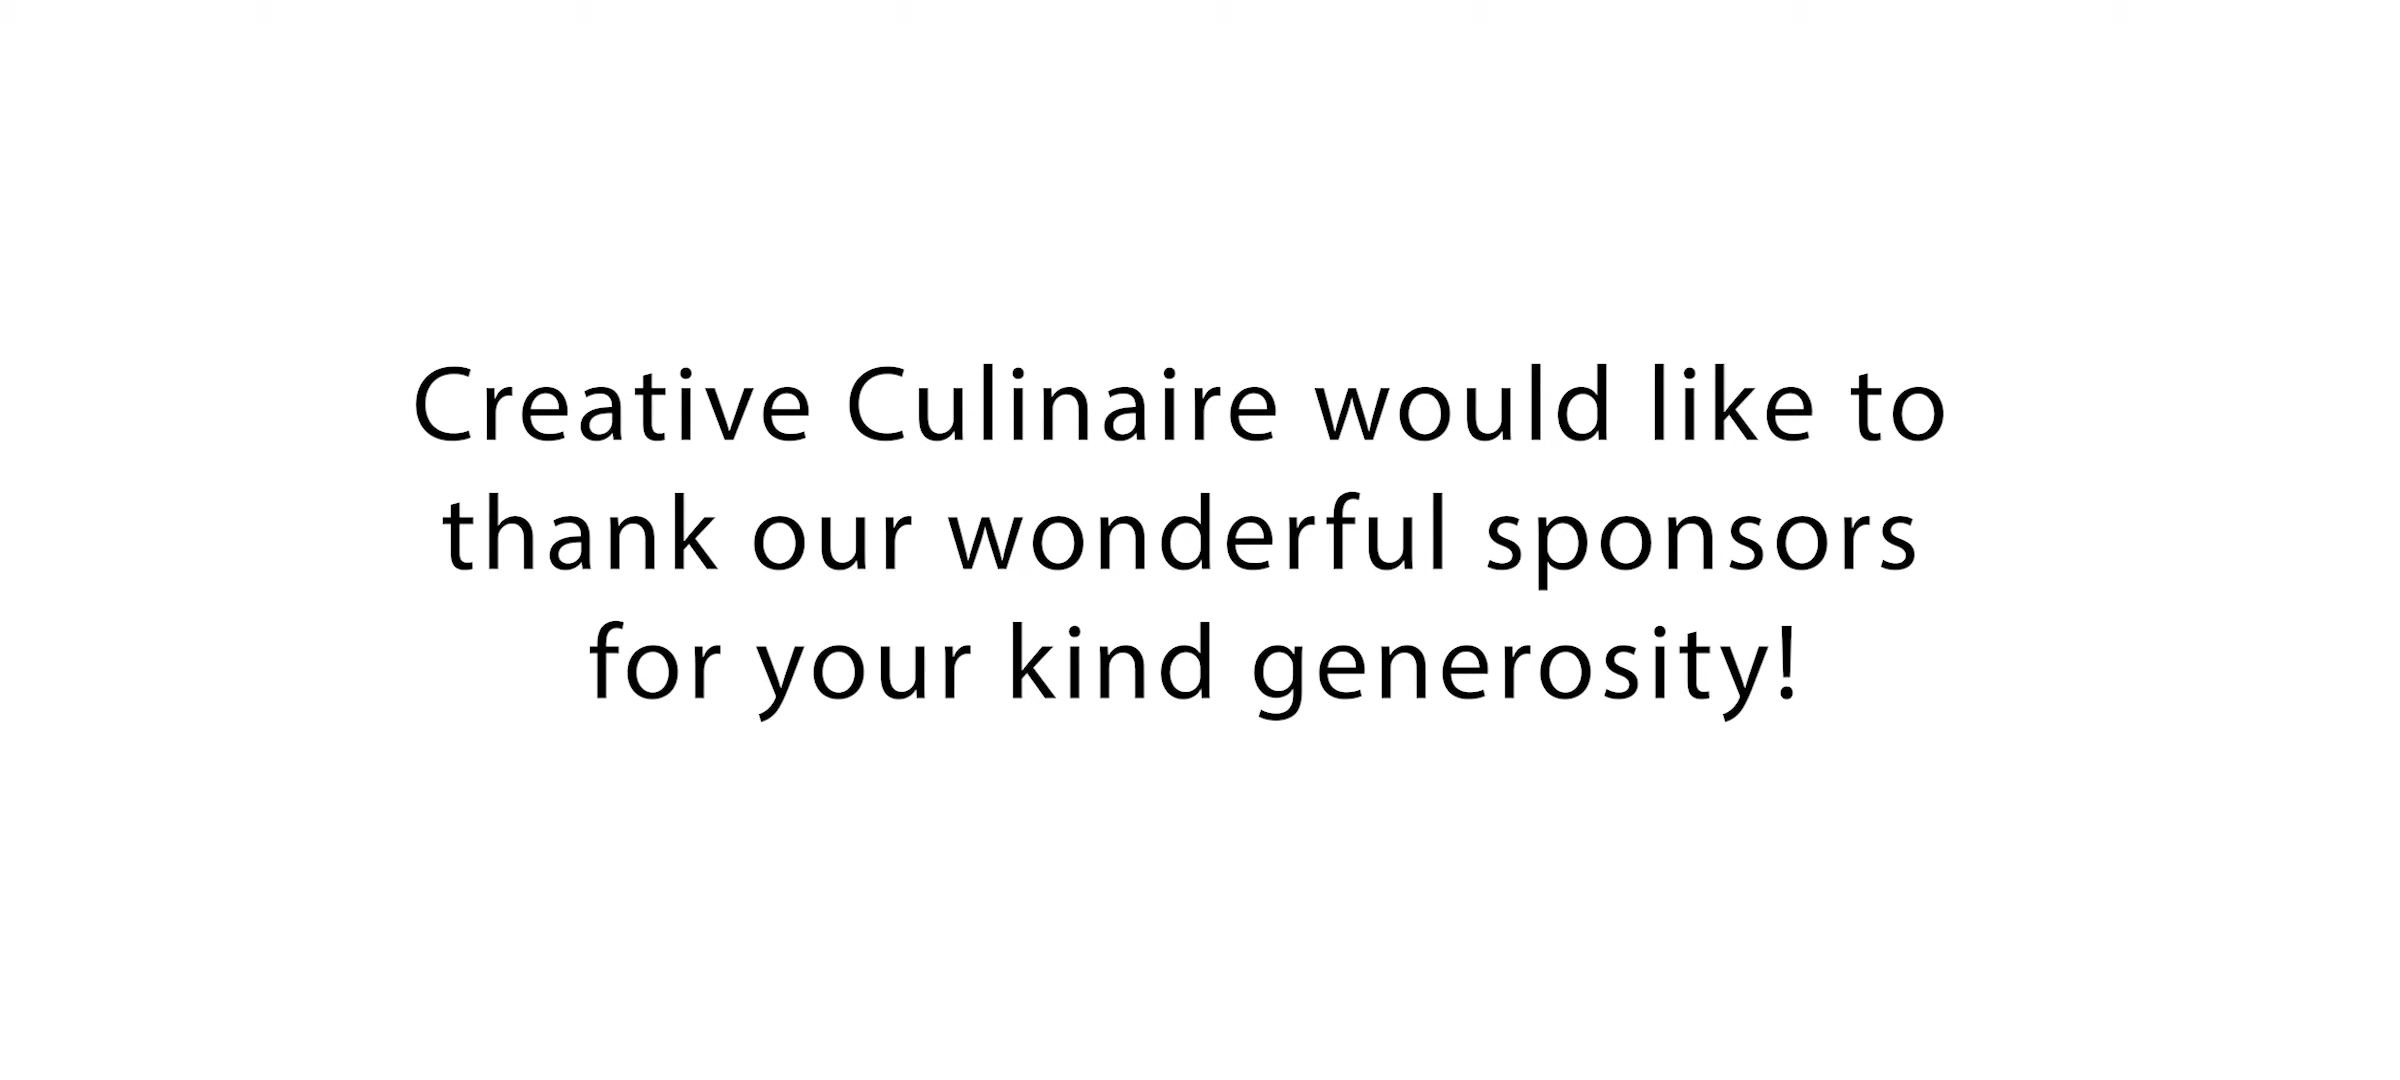 Creative Culinaire would like to
thank our wonderful sponsors
for your kind generosity!